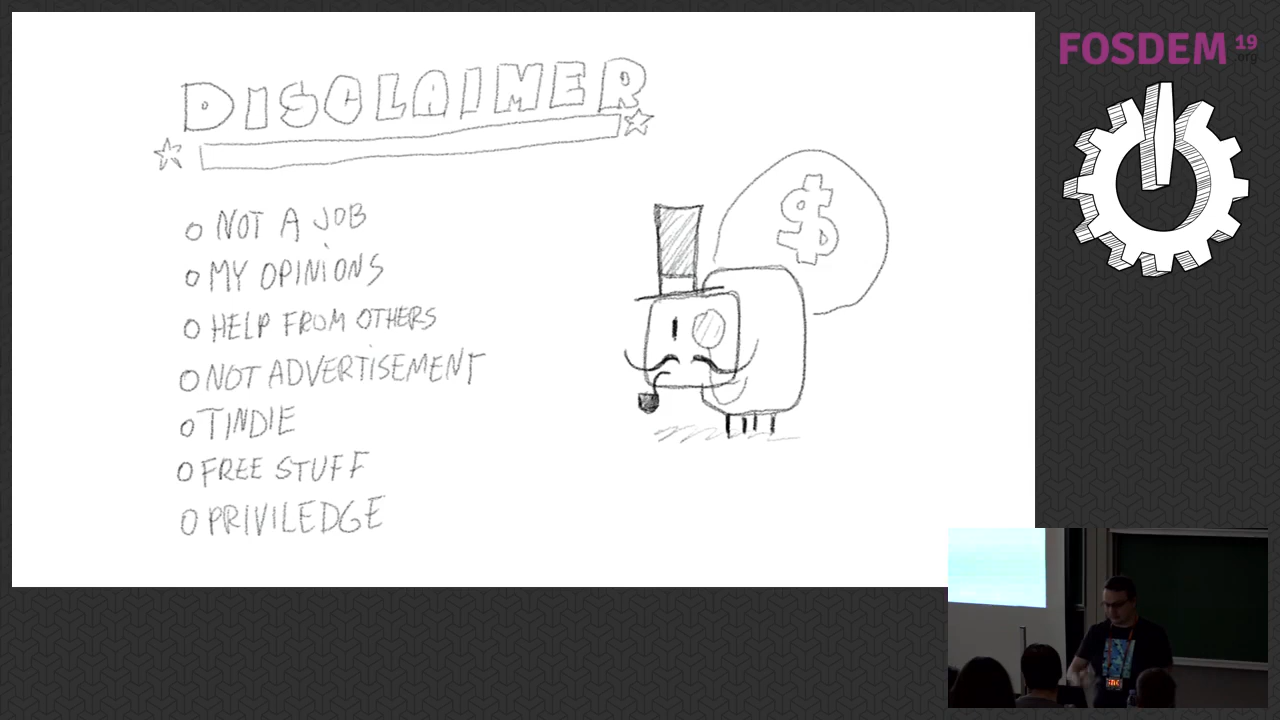 DISCLAIMER
O NOT A JOB
O MY OPINIONS
O HELP FROM OTHERS
O NOT ADVERTISEMENT
O TINDIE
O FREE STUFF
O PRIVILEDGE
$
FOSDEM 19
.org